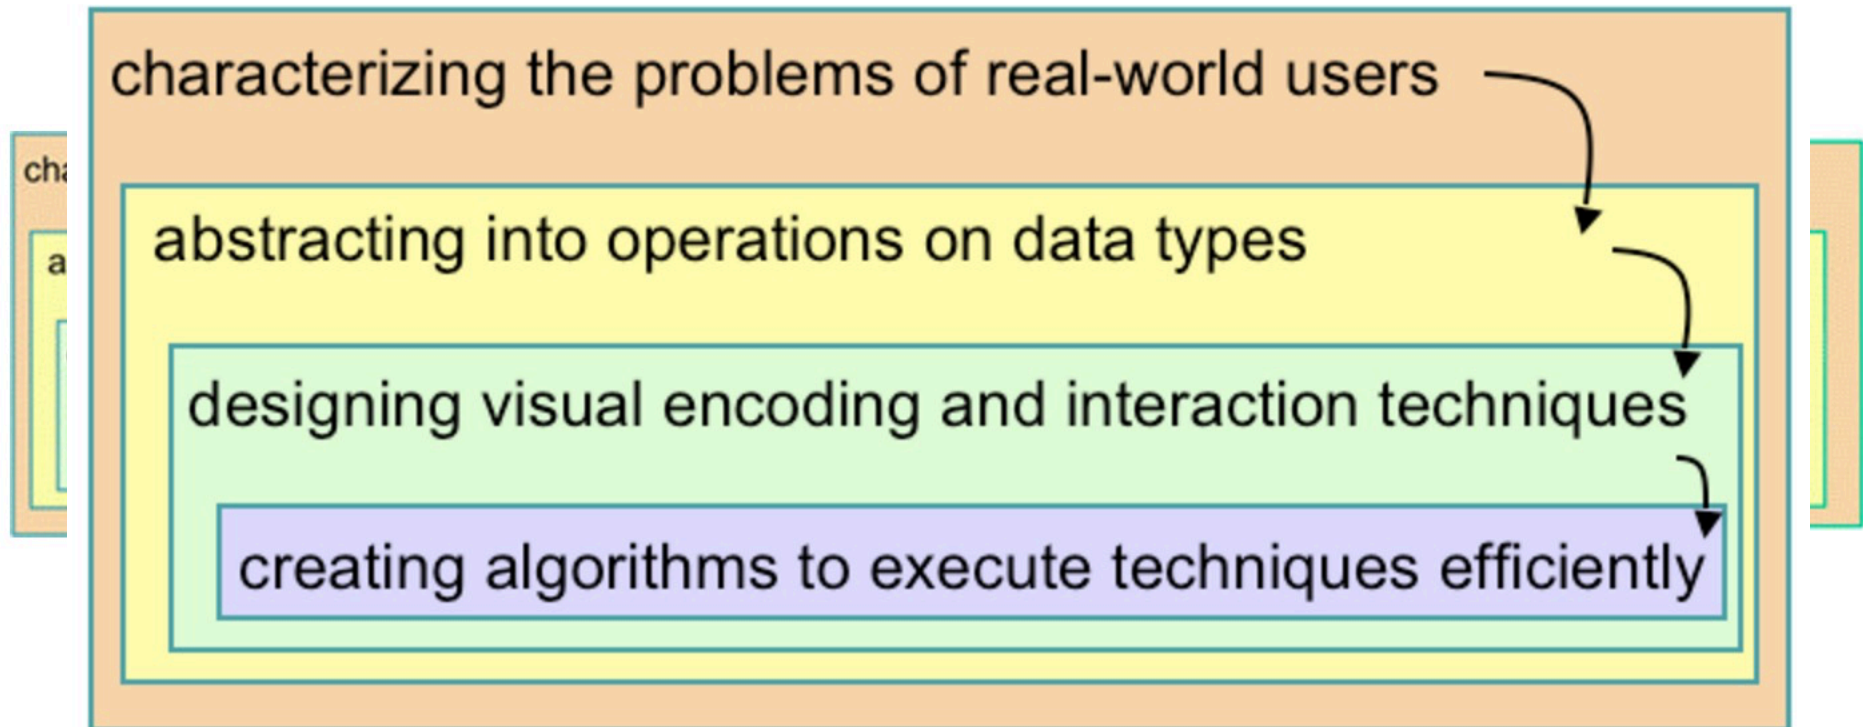 characterizing the problems of real-world users
abstracting into operations on data types
designing visual encoding and interaction techniques
creating algorithms to execute techniques efficiently